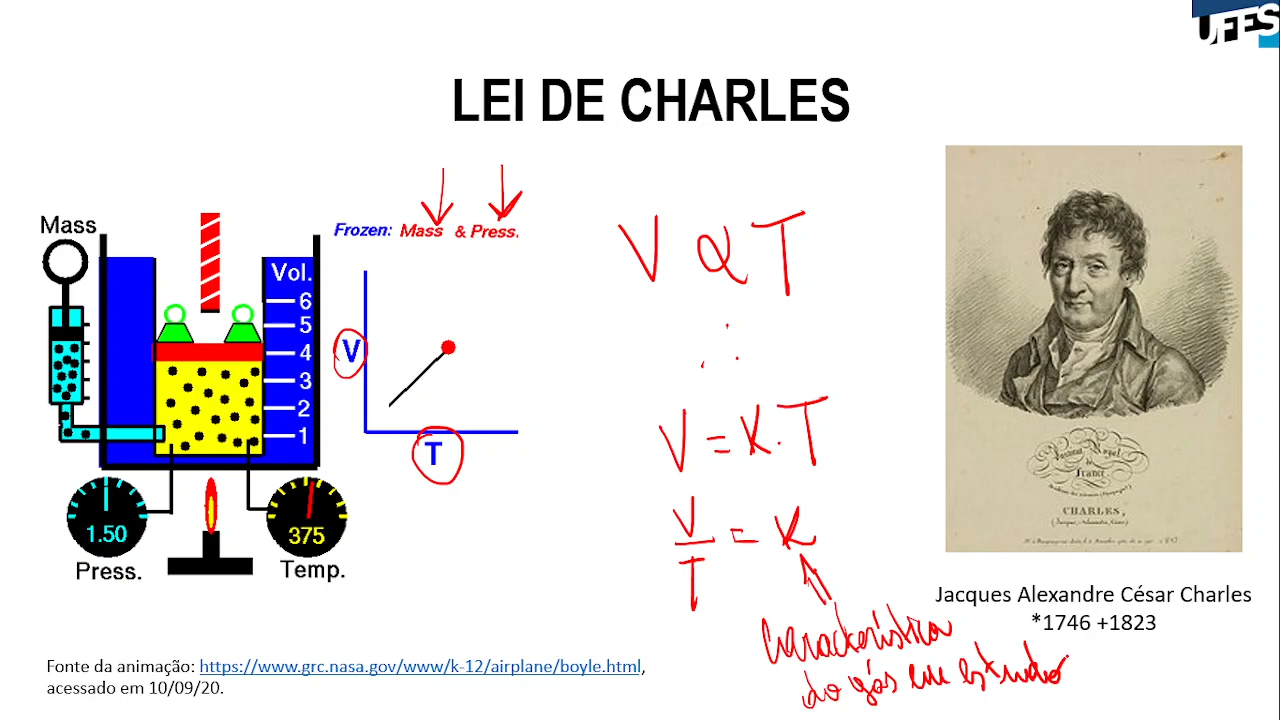 UFES
LEI DE CHARLES
Mass
Frozen: Mass & Press.
Vol.
6
5
4
3
2
1
V
T
1.50
Press.
375
Temp.
V α T
∴
V = K . T
V
T
= K
Característica
do gás em estudo
France
CHARLES,
Jacques Alexandre César Charles
*1746 +1823
Fonte da animação: https://www.grc.nasa.gov/www/k-12/airplane/boyle.html,
acessado em 10/09/20.